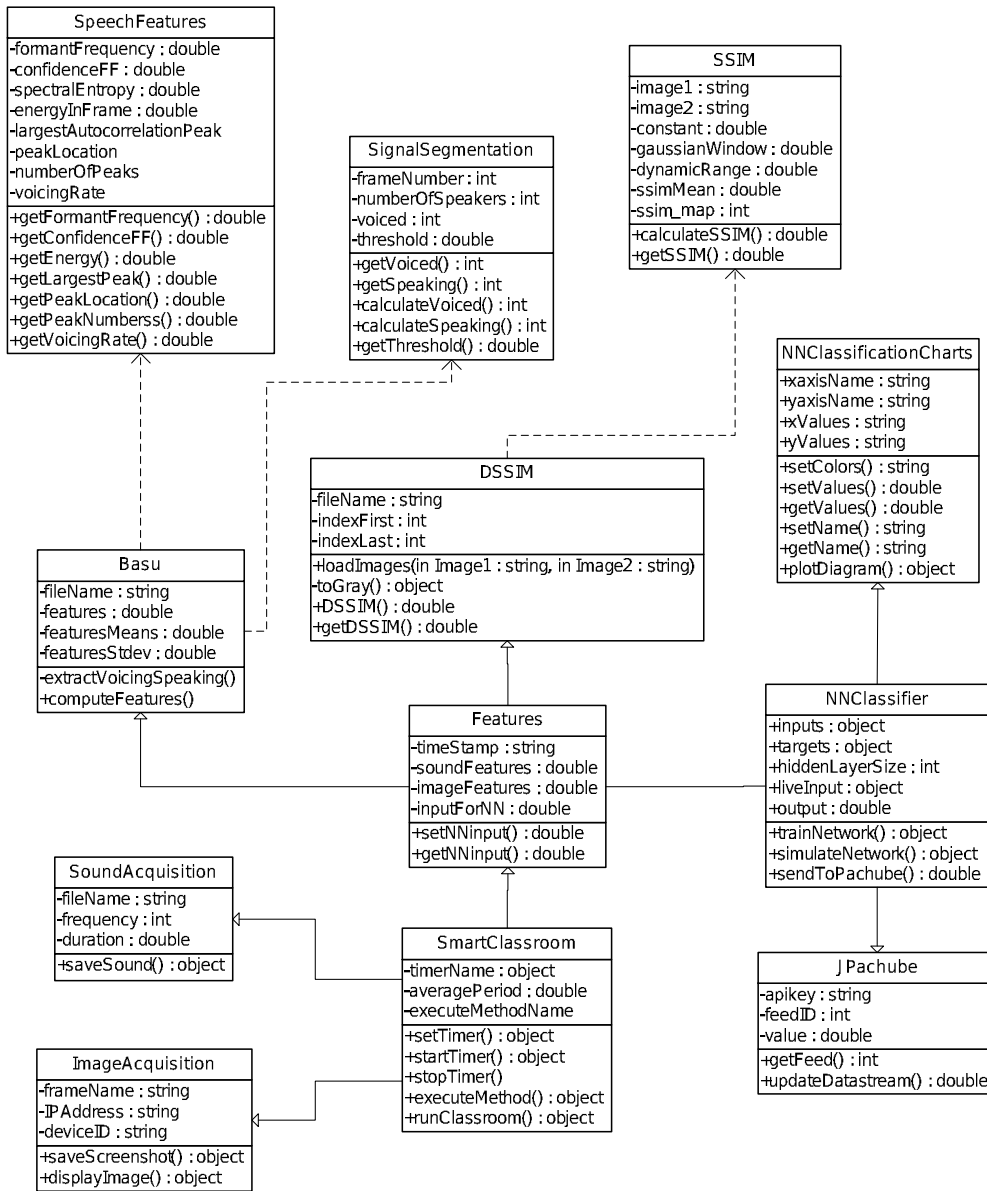 SpeechFeatures
-formantFrequency : double
-confidenceFF : double
-spectralEntropy : double
-energyInFrame : double
-largestAutocorrelationPeak
-peakLocation
-numberOfPeaks
-voicingRate
+getFormantFrequency() : double
+getConfidenceFF() : double
+getEnergy() : double
+getLargestPeak() : double
+getPeakLocation() : double
+getPeakNumberss() : double
+getVoicingRate() : double
SignalSegmentation
-frameNumber : int
-numberOfSpeakers : int
-voiced : int
-threshold : double
+getVoiced() : int
+getSpeaking() : int
+calculateVoiced() : int
+calculateSpeaking() : int
+getThreshold() : double
SSIM
-image1 : string
-image2 : string
-constant : double
-gaussianWindow : double
-dynamicRange : double
-ssimMean : double
-ssim_map : int
+calculateSSIM() : double
+getSSIM() : double
NNClassificationCharts
+xaxisName : string
+yaxisName : string
+xValues : string
+yValues : string
+setColors() : string
+setValues() : double
+getValues() : double
+setName() : string
+getName() : string
+plotDiagram() : object
DSSIM
-fileName : string
-indexFirst : int
-indexLast : int
+loadImages(in Image1 : string, in Image2 : string)
-toGray() : object
+DSSIM() : double
+getDSSIM() : double
Basu
-fileName : string
-features : double
-featuresMeans : double
-featuresStdev : double
-extractVoicingSpeaking()
+computeFeatures()
Features
-timeStamp : string
-soundFeatures : double
-imageFeatures : double
-inputForNN : double
+setNNinput() : double
+getNNinput() : double
NNClassifier
+inputs : object
+targets : object
+hiddenLayerSize : int
+liveInput : object
+output : double
+trainNetwork() : object
+simulateNetwork() : object
+sendToPachube() : double
SoundAcquisition
-fileName : string
-frequency : int
-duration : double
+saveSound() : object
SmartClassroom
-timerName : object
-averagePeriod : double
-executeMethodName
+setTimer() : object
+startTimer() : object
+stopTimer()
+executeMethod() : object
+runClassroom() : object
JPachube
-apikey : string
-feedID : int
-value : double
+getFeed() : int
+updateDatastream() : double
ImageAcquisition
-frameName : string
-IPAddress : string
-deviceID : string
+saveScreenshot() : object
+displayImage() : object